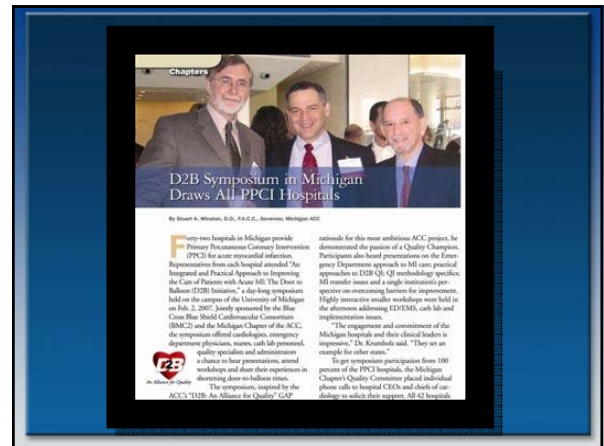 Chapters
D2B Symposium in Michigan
Draws All PPCI Hospitals
By Stuart A. Winston, D.O., F.A.C.C., Governor, Michigan ACC
Forty-two hospitals in Michigan provide
Primary Percutaneous Coronary Intervention
(PPCI) for acute myocardial infarction.
Representatives from each hospital attended "An
Integrated and Practical Approach to Improving
the Care of Patients with Acute MI: The Door to
Balloon (D2B) Initiative," a day-long symposium
held on the campus of the University of Michigan
on Feb. 2, 2007. Jointly sponsored by the Blue
Cross Blue Shield Cardiovascular Consortium
(BMC2) and the Michigan Chapter of the ACC,
the symposium offered cardiologists, emergency
department physicians, nurses, cath lab personnel,
quality specialists and administrators
a chance to hear presentations, attend
workshops and share their experiences in
shortening door-to-balloon times.
The symposium, inspired by the
ACC's "D2B: An Alliance for Quality" GAP
D2B
An Alliance for Quality
rationale for this most ambitious ACC project, he
demonstrated the passion of a Quality Champion.
Participants also heard presentations on the Emer-
gency Department approach to MI care; practical
approaches to D2B QI; QI methodology specifics;
MI transfer issues and a single institution's per-
spective on overcoming barriers for improvement.
Highly interactive smaller workshops were held in
the afternoon addressing ED/EMS, cath lab and
implementation issues.
"The engagement and commitment of the
Michigan hospitals and their clinical leaders is
impressive," Dr. Krumholz said. "They set an
example for other states."
To get symposium participation from 100
percent of the PPCI hospitals, the Michigan
Chapter's Quality Committee placed individual
phone calls to hospital CEOs and chiefs of car-
diology to solicit their support. All 42 hospitals